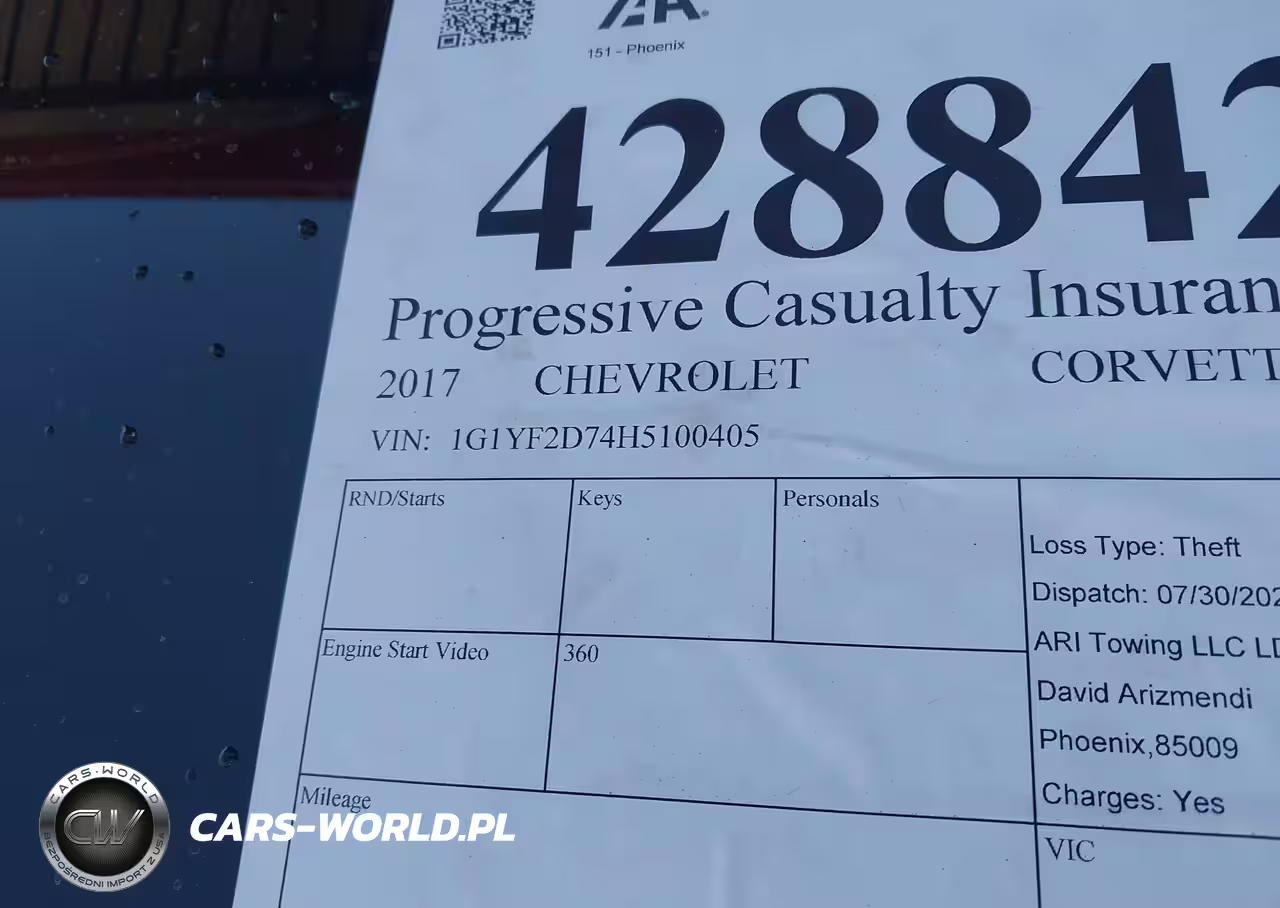 151 - Phoenix
42884
Progressive Casualty Insuran
2017 CHEVROLET CORVETT
VIN: 1G1YF2D74H5100405
RND/Starts Keys Personals
Loss Type: Theft
Dispatch: 07/30/202
ARI Towing LLC LD
David Arizmendi
Phoenix,85009
Charges: Yes
Engine Start Video 360
Mileage
VIC
CARS-WORLD
CW
BEZPOŚREDNI IMPORT Z USA
CARS-WORLD.PL